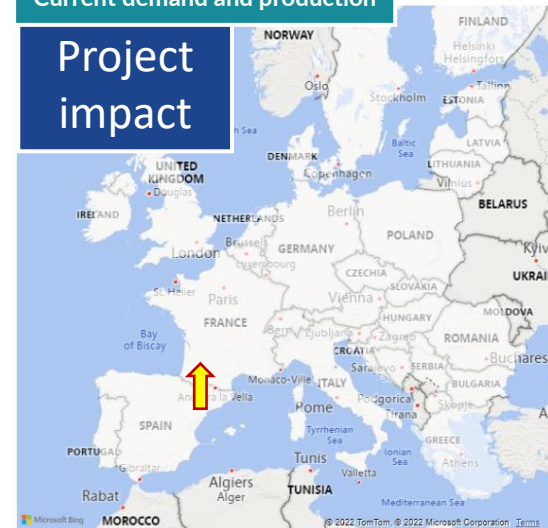 Current demand and production
Project
impact
FINLAND
NORWAY
Helsinki
Helsingfors
Oslo
Tallinn
Stockholm
ESTONIA
Baltic
Sea
LATVIA
DENMARK
LITHUANIA
UNITED
KINGDOM
Copenhagen
Vilnius
Douglas
BELARUS
IRELAND
NETHERLANDS
Berlin
POLAND
London
GERMANY
Kyiv
UKRAI
Luxembourg
CZECHIA
St. Helier
Paris
SLOVAKIA
Vienna
MOLDOVA
FRANCE
Bern
HUNGARY
Bay
of Biscay
Ljubljana
Zagreb
ROMANIA
CROATIA
Buchares
Sarajevo
SERBIA
Monaco-Ville
ITALY
BULGARIA
Andorra la Vella
Podgorica
Skopje
Rome
Tirana
SPAIN
Tyrrhenian
Sea
PORTUGAL
Ionian
Sea
GREECE
Athens
Gibraltar
Tunis
Algiers
Alger
Valletta
Rabat
TUNISIA
Mediterranean Sea
MOROCCO
Microsoft Bing
© 2022 TomTom, © 2022 Microsoft Corporation Terms